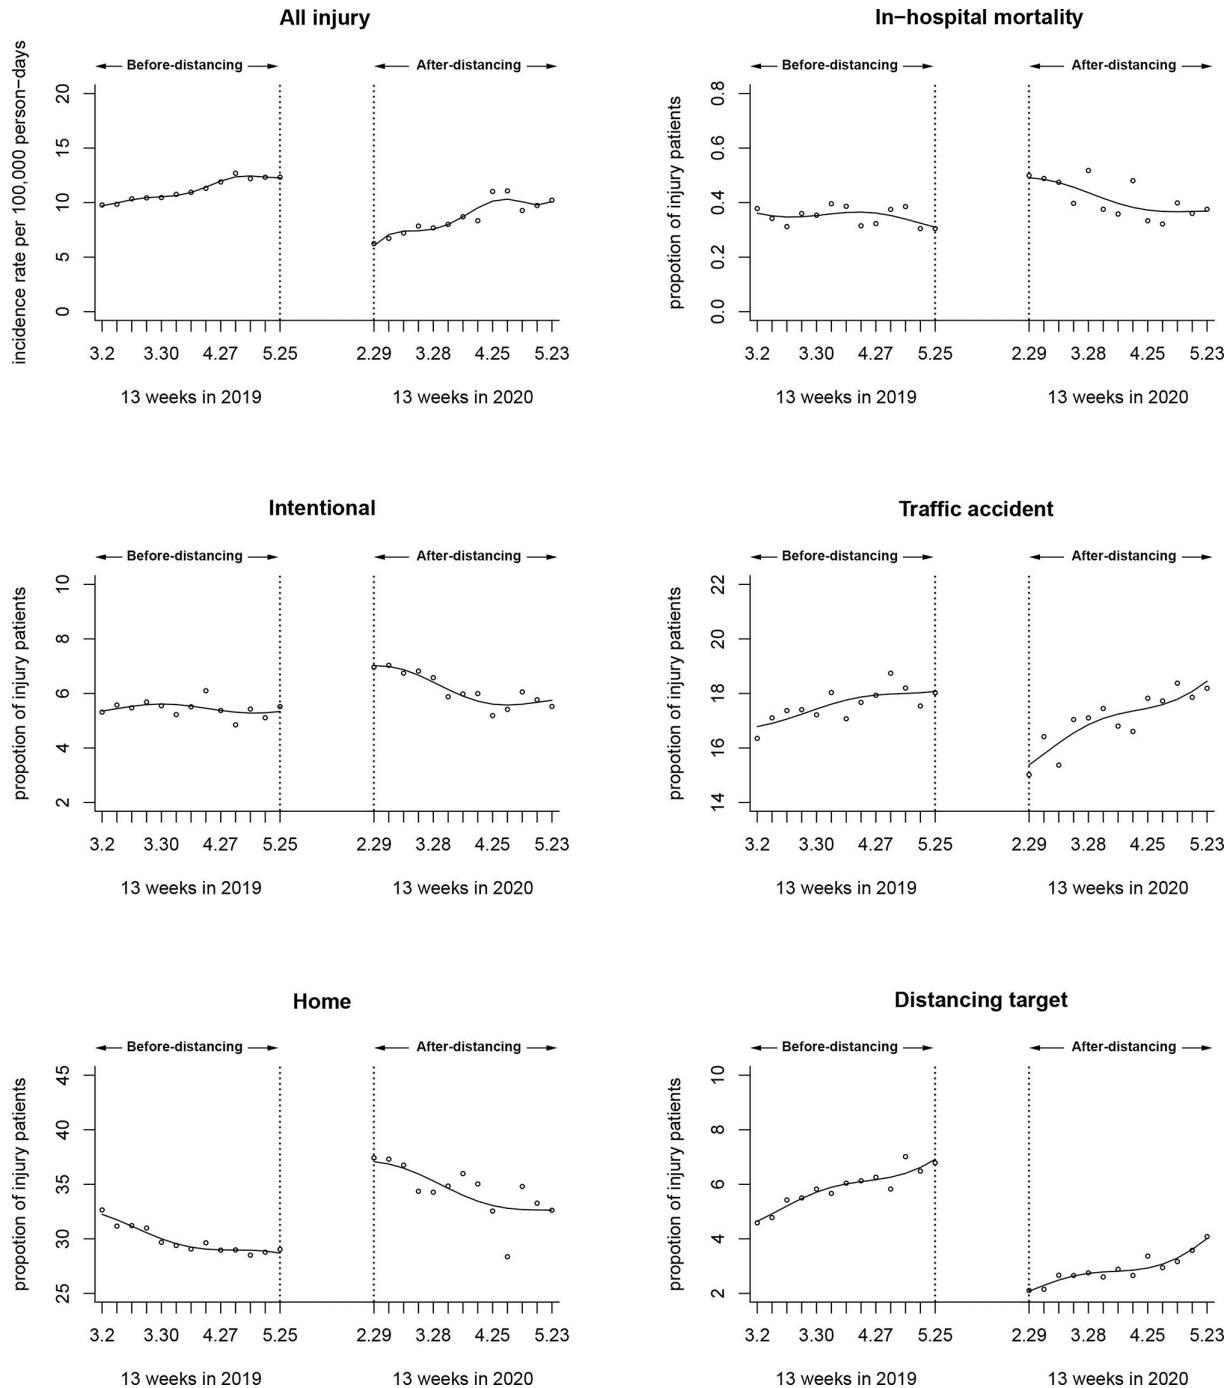 All injury
Before-distancing
After-distancing
incidence rate per 100,000 person−days
20
15
10
5
0
3.2 3.30 4.27 5.25 2.29 3.28 4.25 5.23
13 weeks in 2019 13 weeks in 2020
In−hospital mortality
Before-distancing
After-distancing
propotion of injury patients
0.8
0.6
0.4
0.2
0.0
3.2 3.30 4.27 5.25 2.29 3.28 4.25 5.23
13 weeks in 2019 13 weeks in 2020
Intentional
Before-distancing
After-distancing
propotion of injury patients
10
8
6
4
2
3.2 3.30 4.27 5.25 2.29 3.28 4.25 5.23
13 weeks in 2019 13 weeks in 2020
Traffic accident
Before-distancing
After-distancing
propotion of injury patients
22
20
18
16
14
3.2 3.30 4.27 5.25 2.29 3.28 4.25 5.23
13 weeks in 2019 13 weeks in 2020
Home
Before-distancing
After-distancing
propotion of injury patients
45
40
35
30
25
3.2 3.30 4.27 5.25 2.29 3.28 4.25 5.23
13 weeks in 2019 13 weeks in 2020
Distancing target
Before-distancing
After-distancing
propotion of injury patients
10
8
6
4
2
3.2 3.30 4.27 5.25 2.29 3.28 4.25 5.23
13 weeks in 2019 13 weeks in 2020